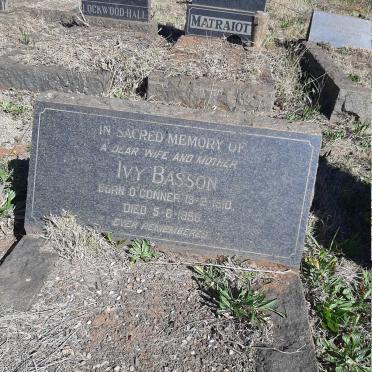 LOCKWOOD-HALL
MATRAIOT
IN SACRED MEMORY OF
A DEAR WIFE AND MOTHER
IVY BASSON
BORN O'CONNER 13-2-1910
DIED 5-6-1956
EVER REMEMBERED